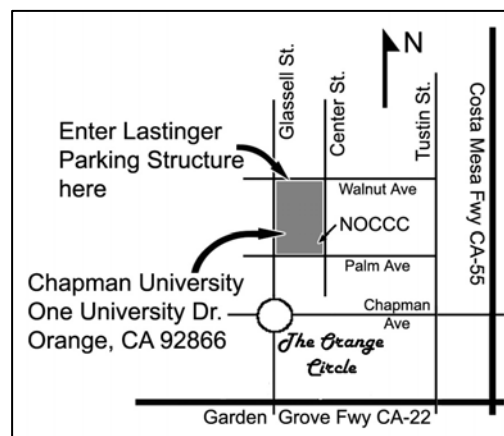 Glassell St.
Center St.
N
Tustin St.
Costa Mesa Fwy CA-55
Enter Lastinger
Parking Structure
here
Walnut Ave
NOCCC
Palm Ave
Chapman University
One University Dr.
Orange, CA 92866
Chapman
Ave
The Orange
Circle
Garden Grove Fwy CA-22